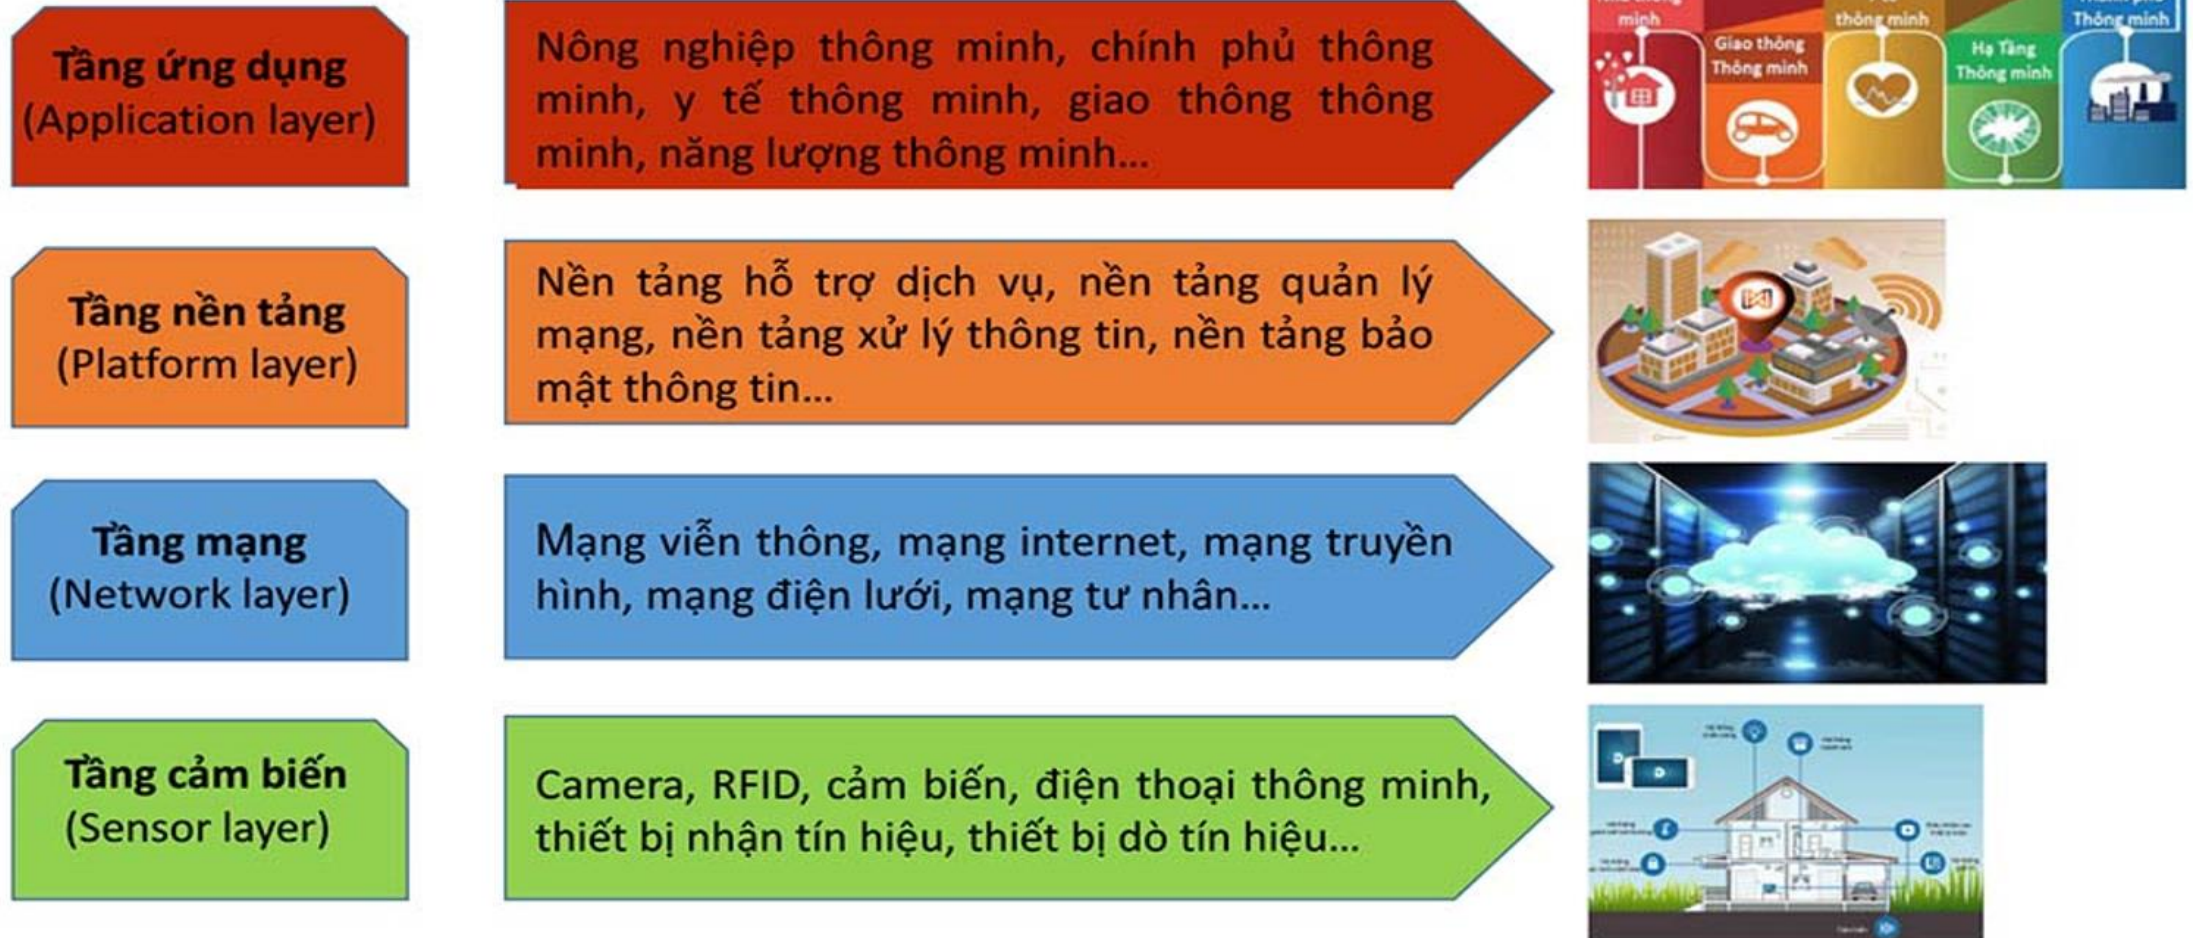 Tầng ứng dụng
(Application layer)
Nông nghiệp thông minh, chính phủ thông
minh, y tế thông minh, giao thông thông
minh, năng lượng thông minh...
minh
thông minh
Thông minh
Giao thông
Thông minh
Hạ Tầng
Thông minh
Tầng nền tảng
(Platform layer)
Nền tảng hỗ trợ dịch vụ, nền tảng quản lý
mạng, nền tảng xử lý thông tin, nền tảng bảo
mật thông tin...
Tầng mạng
(Network layer)
Mạng viễn thông, mạng internet, mạng truyền
hình, mạng điện lưới, mạng tư nhân...
Tầng cảm biến
(Sensor layer)
Camera, RFID, cảm biến, điện thoại thông minh,
thiết bị nhận tín hiệu, thiết bị dò tín hiệu...